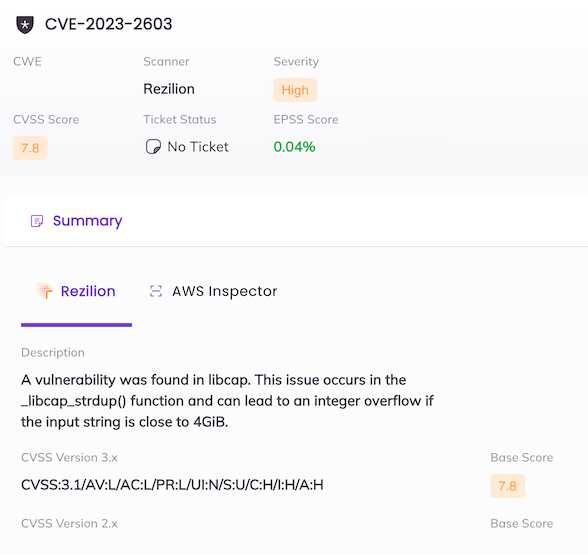 CVE-2023-2603
CWE
Scanner
Severity
Rezilion
High
CVSS Score
Ticket Status
EPSS Score
7.8
No Ticket
0.04%
Summary
Rezilion
AWS Inspector
Description
A vulnerability was found in libcap. This issue occurs in the
_libcap_strdup() function and can lead to an integer overflow if
the input string is close to 4GiB.
CVSS Version 3.x
Base Score
CVSS:3.1/AV:L/AC:L/PR:L/UI:N/S:U/C:H/I:H/A:H
7.8
CVSS Version 2.x
Base Score